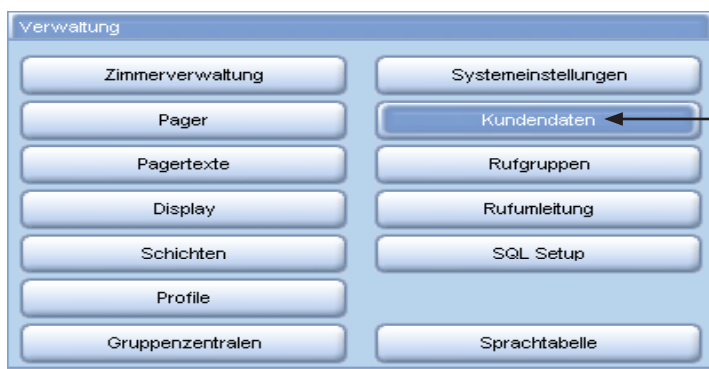 Verwaltung
Zimmerverwaltung
Systemeinstellungen
Pager
Kundendaten
Pagertexte
Rufgruppen
Display
Rufumleitung
Schichten
SQL Setup
Profile
Gruppenzentralen
Sprachtabelle